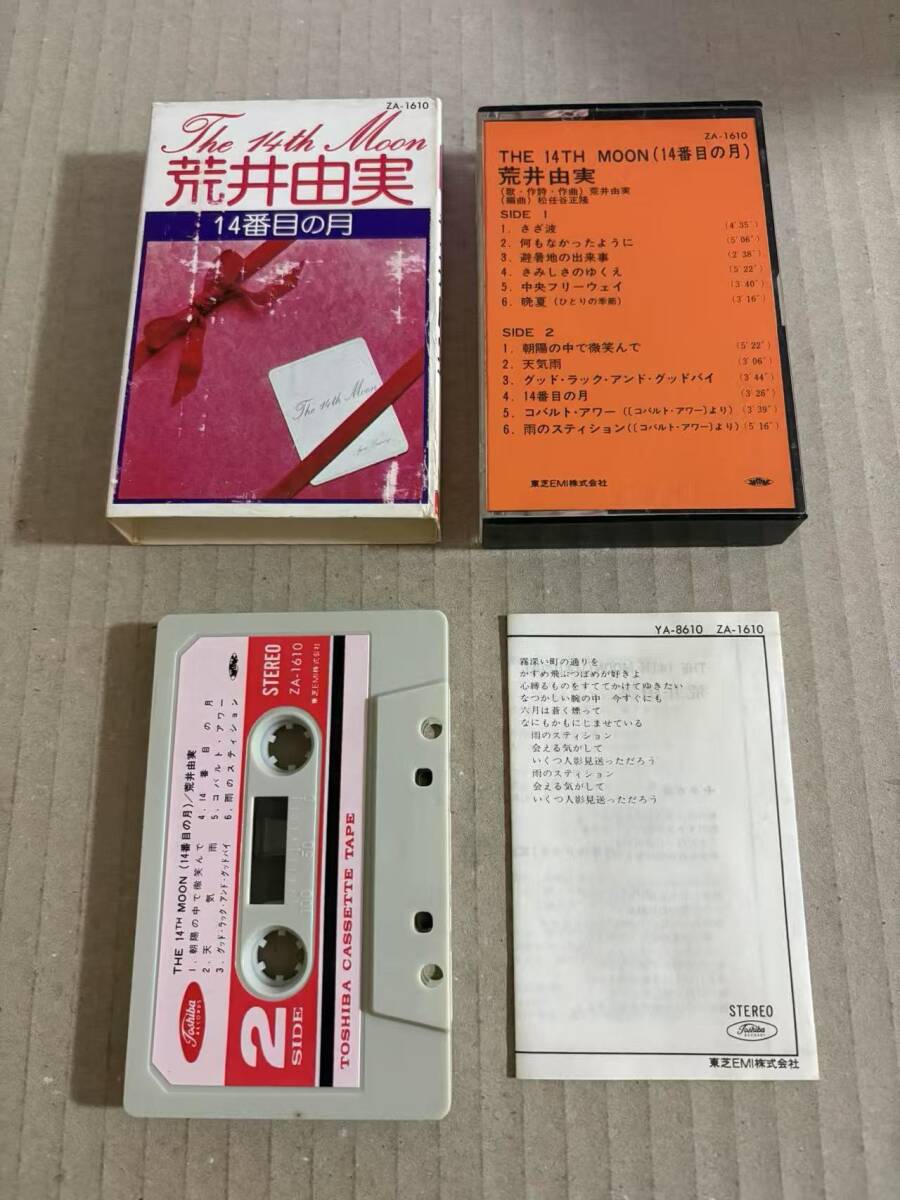 ZA-1610
The 14th Moon
荒井由実
14番目の月
The 14th Moon
ZA-1610
THE 14TH MOON(14番目の月)
荒井由実
(歌・作詩・作曲) 荒井由実
(編曲) 松任谷正隆
SIDE 1
1. さざ波 (4′35″)
2. 何もなかったように (5′06″)
3. 避暑地の出来事 (2′38″)
4. さみしさのゆくえ (5′22″)
5. 中央フリーウェイ (3′40″)
6. 晩夏 (ひとりの季節) (3′16″)
SIDE 2
1. 朝陽の中で微笑んで (5′22″)
2. 天気雨 (3′06″)
3. グッド・ラック・アンド・グッドバイ (3′44″)
4. 14番目の月 (3′26″)
5. コバルト・アワー ([コバルト・アワー]より) (3′39″)
6. 雨のスティション([コバルト・アワー]より) (5′16″)
東芝EMI株式会社
THE 14TH MOON (14番目の月)/荒井由実
1. 朝陽の中で微笑んで 4. 14番目の月
2. 天気雨 5. コバルト・アワー
3. グッド・ラック・アンド・グッドバイ 6. 雨のスティション
Toshiba
RECORDS
2
SIDE
STEREO
ZA-1610
東芝EMI株式会社
100 50
TOSHIBA CASSETTE TAPE
YA-8610 ZA-1610
霧深い町の通りを
かすめ飛ぶつばめが好きよ
心縛るものをすててかけてゆきたい
なつかしい腕の中 今すぐにも
六月は蒼く煙って
なにもかもにじませている
雨のスティション
会える気がして
いくつ人影見送っただろう
雨のスティション
会える気がして
いくつ人影見送っただろう
STEREO
Toshiba
RECORDS
東芝EMI株式会社